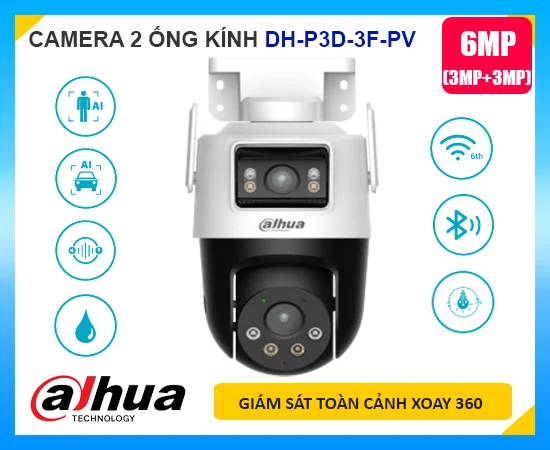 CAMERA 2 ỐNG KÍNH DH-P3D-3F-PV
6MP
(3MP+3MP)
AI
AI
6th
alhua
alhua
TECHNOLOGY
GIÁM SÁT TOÀN CẢNH XOAY 360